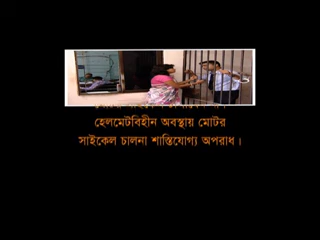 হেলমেটবিহীন অবস্থায় মোটর
সাইকেল চালনা শাস্তিযোগ্য অপরাধ।